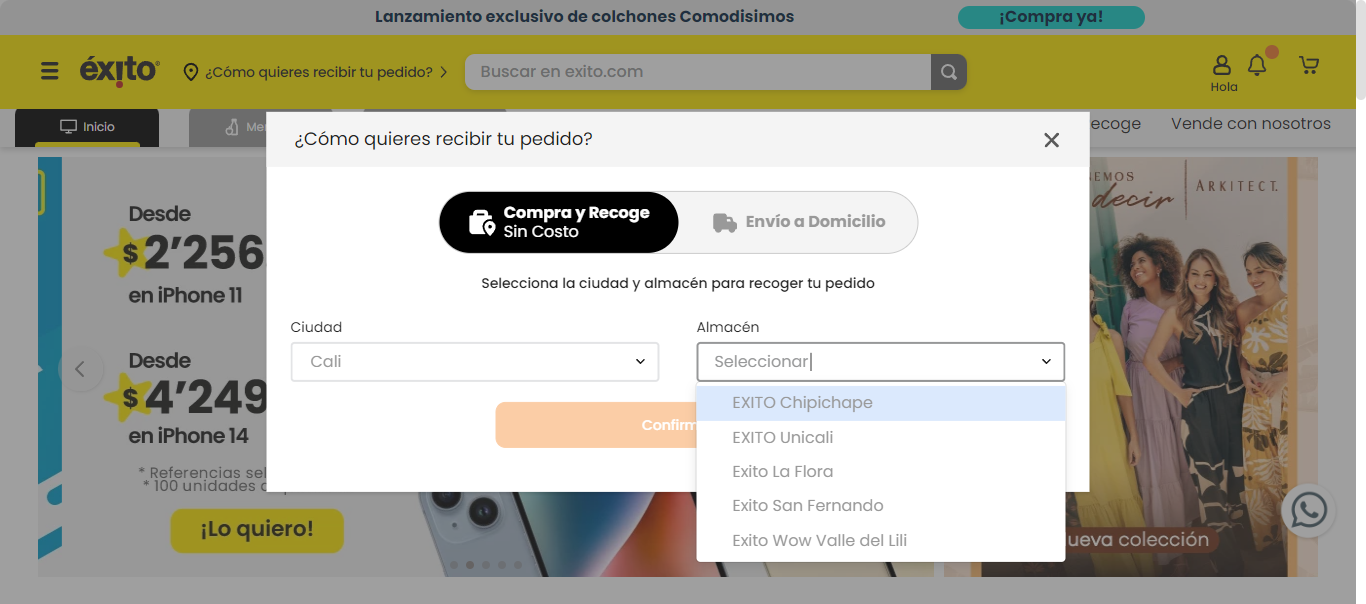 Lanzamiento exclusivo de colchones Comodisimos
¡Compra ya!
éxito
¿Cómo quieres recibir tu pedido?
Buscar en exito.com
Hola
Inicio
Vende con nosotros
¿Cómo quieres recibir tu pedido?
Compra y Recoge
Sin Costo
Envío a Domicilio
Selecciona la ciudad y almacén para recoger tu pedido
Ciudad
Almacén
Cali
Seleccionar
EXITO Chipichape
EXITO Unicali
Exito La Flora
Exito San Fernando
Exito Wow Valle del Lili
Confirm
Desde
$2’256
en iPhone 11
Desde
$4’249
en iPhone 14
* Referencias sel
* 100 unidades
¡Lo quiero!
decir
ARKITECT.
ueva colección